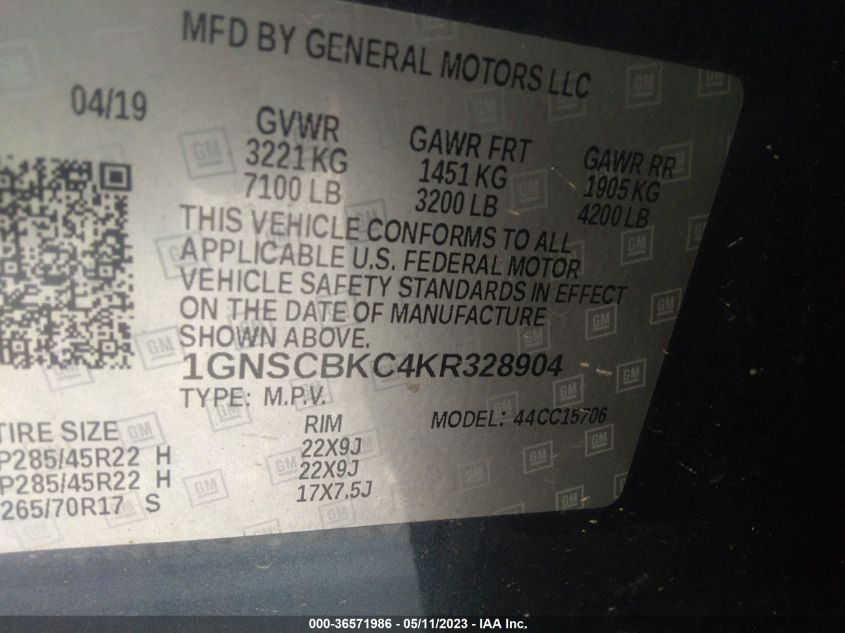 MFD BY GENERAL MOTORS LLC
04/19
GVWR
3221 KG
7100 LB
GAWR FRT
1451 KG
3200 LB
GAWR RR
1905 KG
4200 LB
THIS VEHICLE CONFORMS TO ALL
APPLICABLE U.S. FEDERAL MOTOR
VEHICLE SAFETY STANDARDS IN EFFECT
ON THE DATE OF MANUFACTURE
SHOWN ABOVE.
1GNSCBKC4KR328904
TYPE: M.P.V.
MODEL: 44CC15706
TIRE SIZE
RIM
P285/45R22 H
22X9J
P285/45R22 H
22X9J
265/70R17 S
17X7.5J
000-36571986 - 05/11/2023 - IAA Inc.